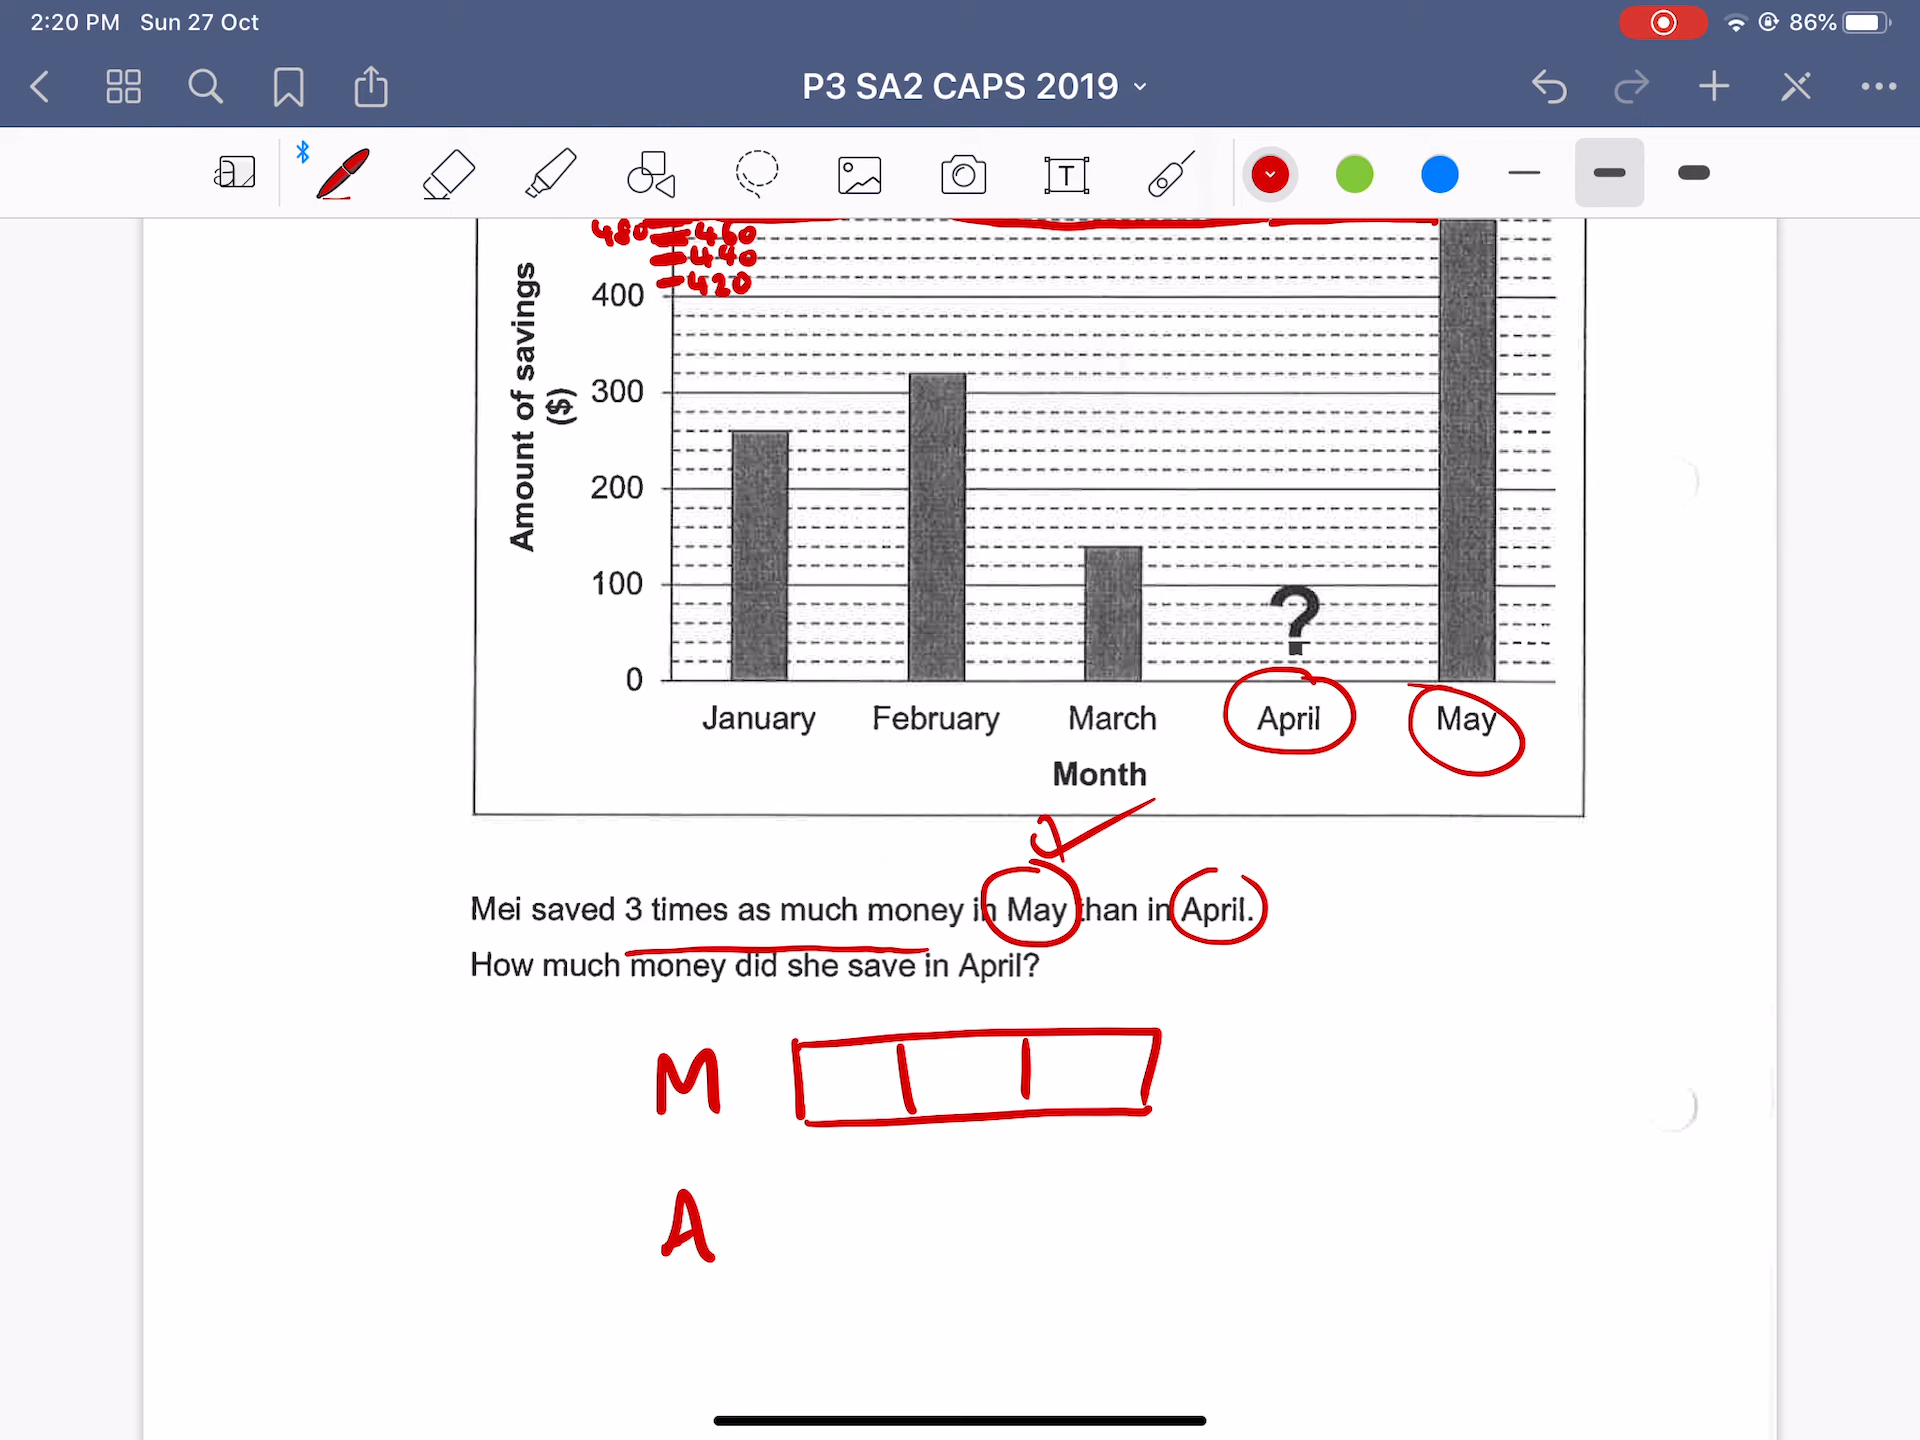 2:20 PM Sun 27 Oct
86%
P3 SA2 CAPS 2019
T
480 460
440
420
Amount of savings
($)
400
300
200
100
0
?
January February March April May
Month
Mei saved 3 times as much money in May than in April.
How much money did she save in April?
M
A